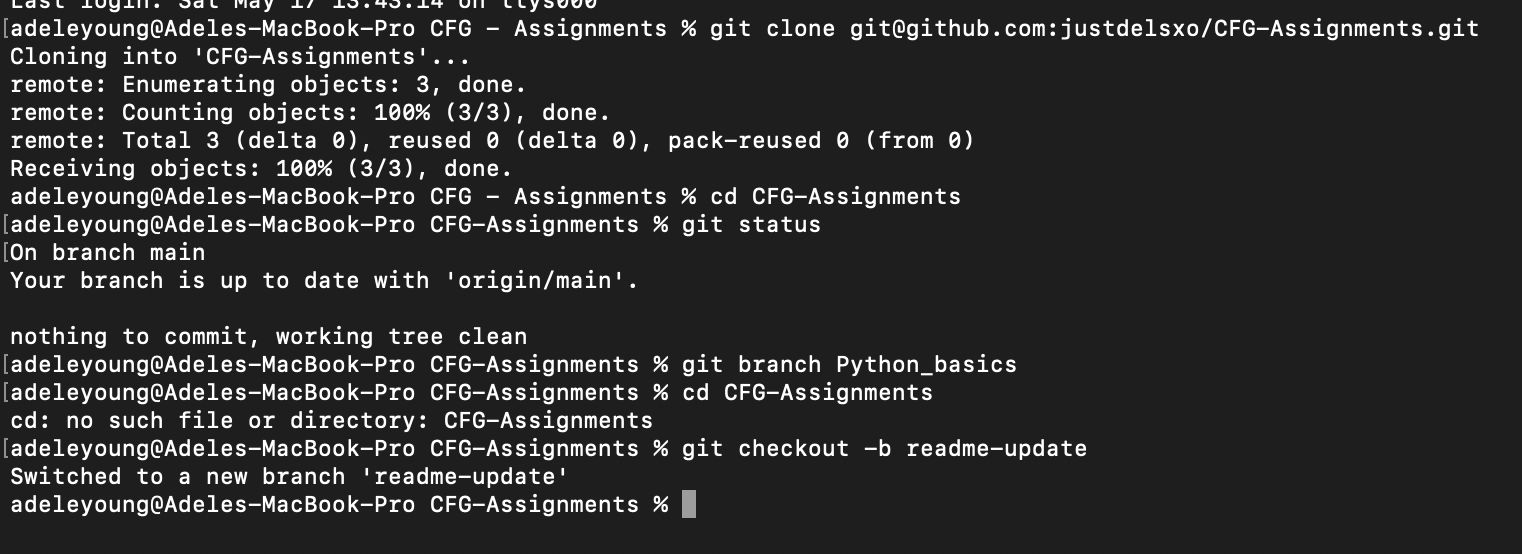 Last login: Sat May 17 13:43:14 on ttys000
[adeleyoung@Adeles-MacBook-Pro CFG - Assignments % git clone git@github.com:justdelsxo/CFG-Assignments.git
Cloning into 'CFG-Assignments'...
remote: Enumerating objects: 3, done.
remote: Counting objects: 100% (3/3), done.
remote: Total 3 (delta 0), reused 0 (delta 0), pack-reused 0 (from 0)
Receiving objects: 100% (3/3), done.
adeleyoung@Adeles-MacBook-Pro CFG - Assignments % cd CFG-Assignments
[adeleyoung@Adeles-MacBook-Pro CFG-Assignments % git status
[On branch main
Your branch is up to date with 'origin/main'.

nothing to commit, working tree clean
[adeleyoung@Adeles-MacBook-Pro CFG-Assignments % git branch Python_basics
[adeleyoung@Adeles-MacBook-Pro CFG-Assignments % cd CFG-Assignments
cd: no such file or directory: CFG-Assignments
[adeleyoung@Adeles-MacBook-Pro CFG-Assignments % git checkout -b readme-update
Switched to a new branch 'readme-update'
adeleyoung@Adeles-MacBook-Pro CFG-Assignments %